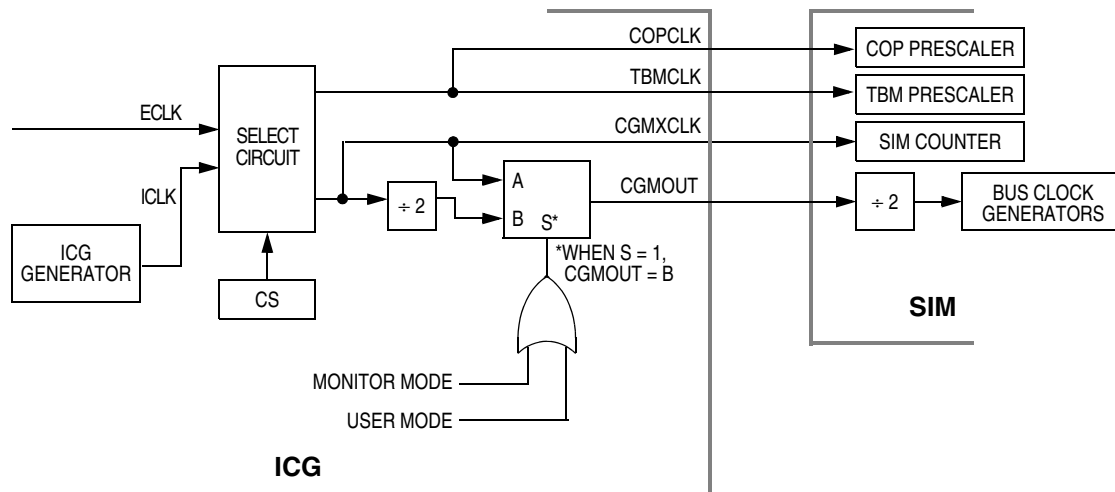 COPCLK
COP PRESCALER
TBMCLK
TBM PRESCALER
ECLK
SELECT
CIRCUIT
CGMXCLK
SIM COUNTER
ICLK
÷ 2
A
B
S*
CGMOUT
÷ 2
BUS CLOCK
GENERATORS
ICG
GENERATOR
CS
*WHEN S = 1,
CGMOUT = B
SIM
MONITOR MODE
USER MODE
ICG